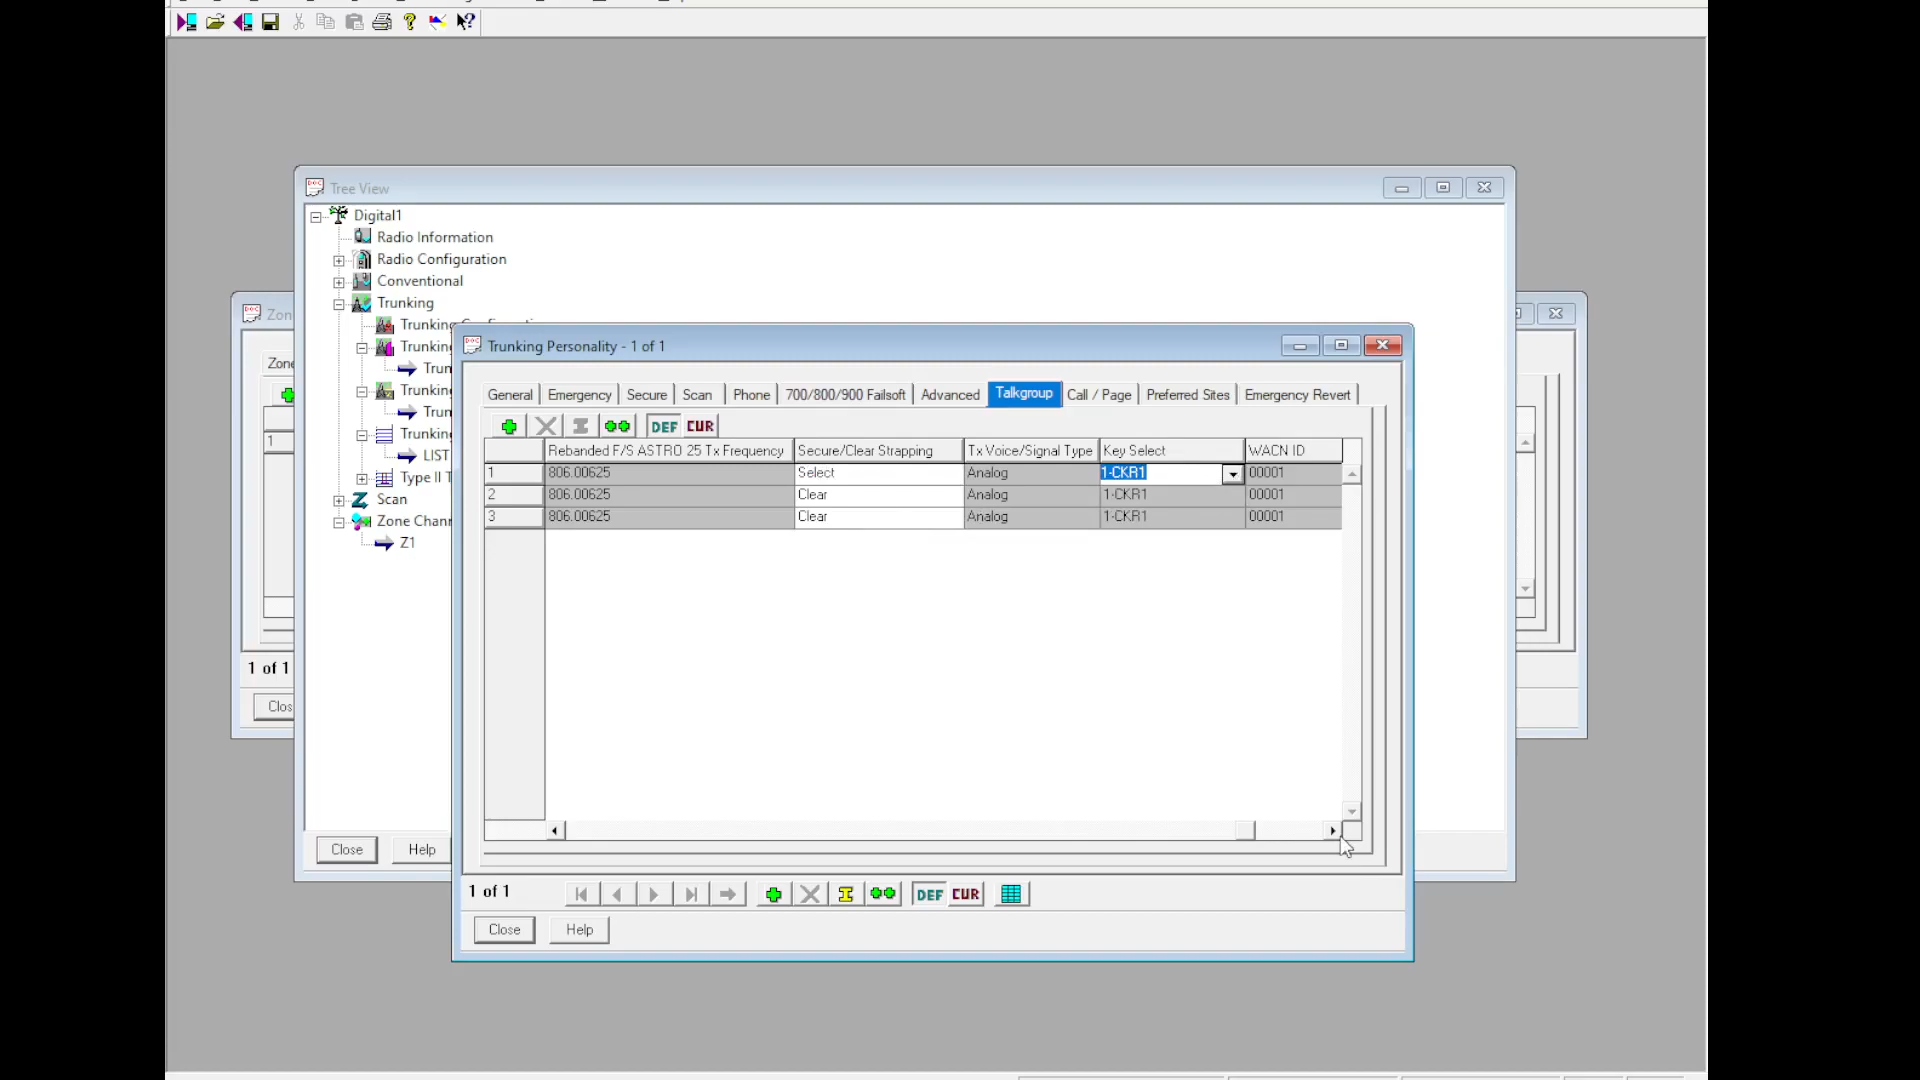 Tree View
Digital1
Radio Information
Radio Configuration
Conventional
Trunking
Trunking
Trunking
Trun
Trunking
Trun
Trunking
LIST
Type II T
Scan
Zone Chann
Z1
Close
Help
Zon
Zone
1
1 of 1
Clos
Trunking Personality - 1 of 1
General
Emergency
Secure
Scan
Phone
700/800/900 Failsoft
Advanced
Talkgroup
Call / Page
Preferred Sites
Emergency Revert
DEF CUR
Rebanded F/S ASTRO 25 Tx Frequency Secure/Clear Strapping Tx Voice/Signal Type Key Select WACN ID
1 806.00625 Select Analog 1-CKR1 00001
2 806.00625 Clear Analog 1-CKR1 00001
3 806.00625 Clear Analog 1-CKR1 00001
1 of 1
DEF CUR
Close
Help